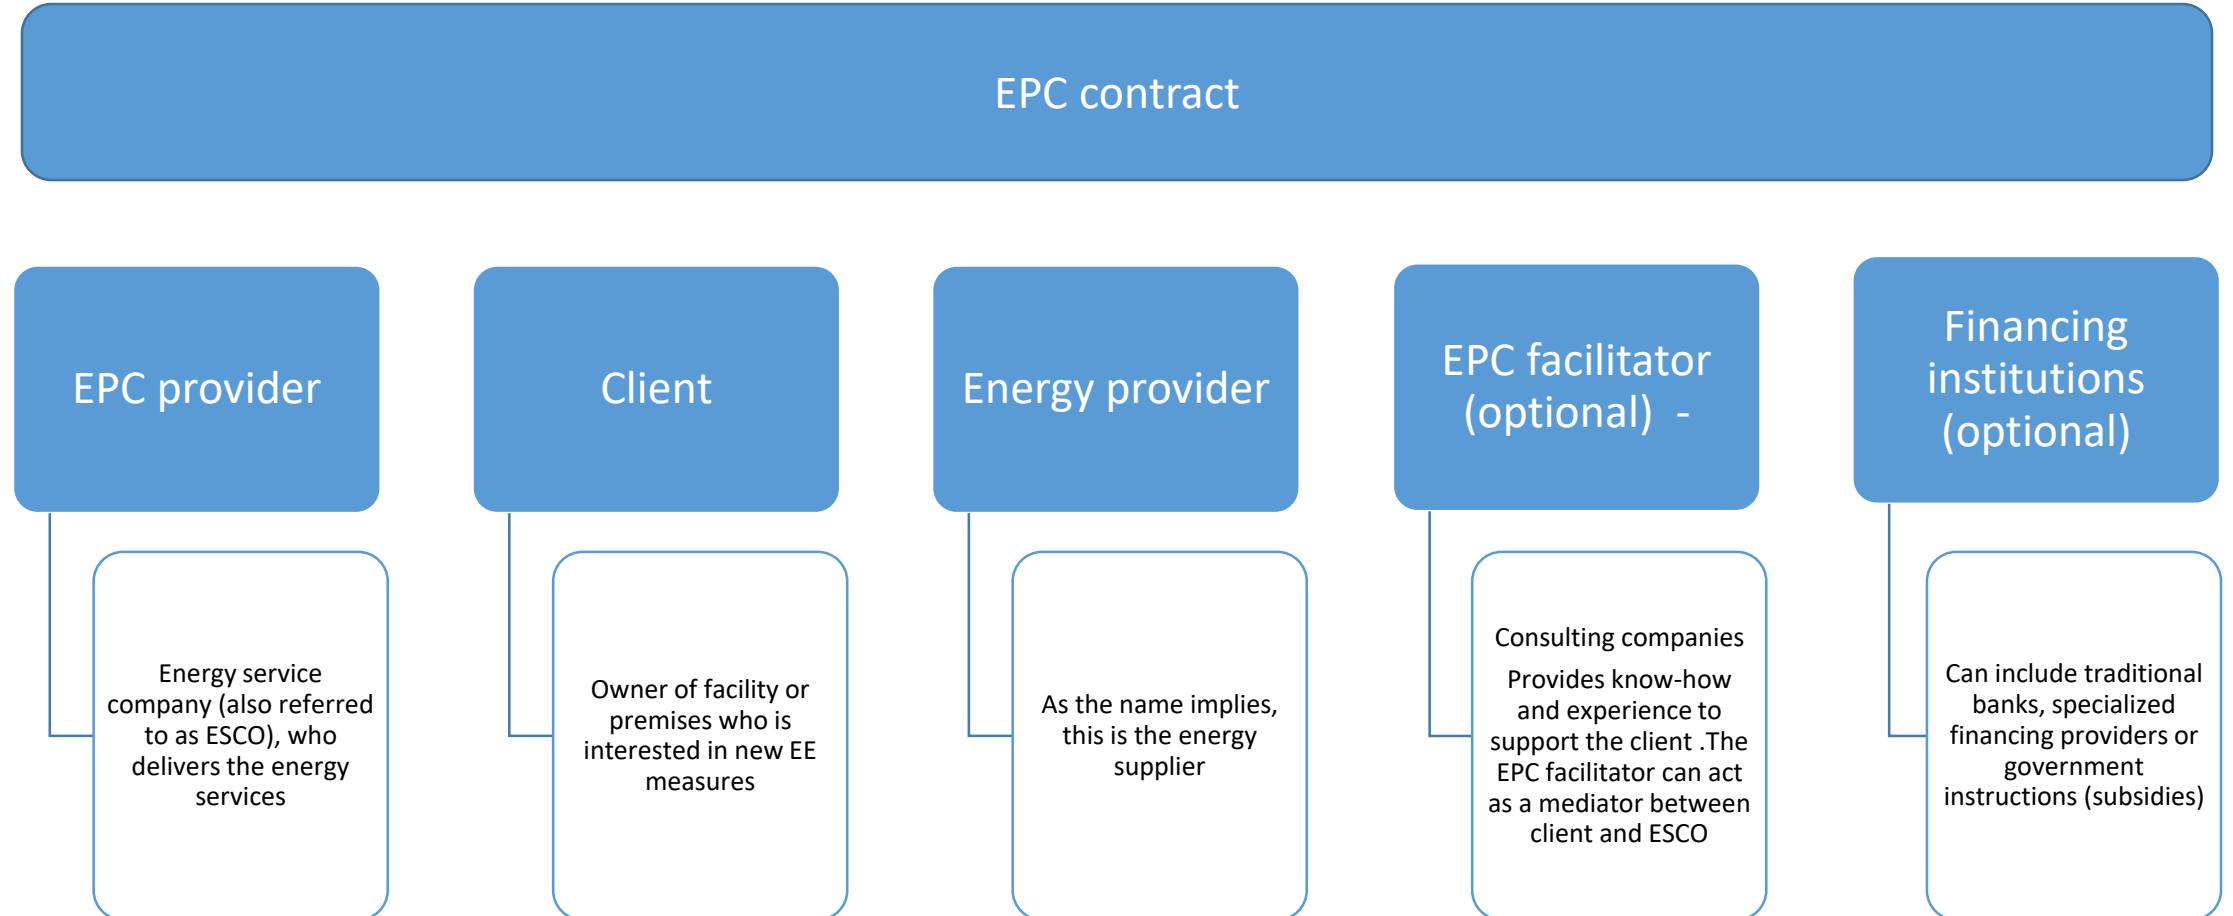 EPC contract
EPC provider
Client
Energy provider
EPC facilitator
(optional)  -
Financing
institutions
(optional)
Energy service
company (also referred
to as ESCO), who
delivers the energy
services
Owner of facility or
premises who is
interested in new EE
measures
As the name implies,
this is the energy
supplier
Consulting companies
Provides know-how
and experience to
support the client .The
EPC facilitator can act
as a mediator between
client and ESCO
Can include traditional
banks, specialized
financing providers or
government
instructions (subsidies)